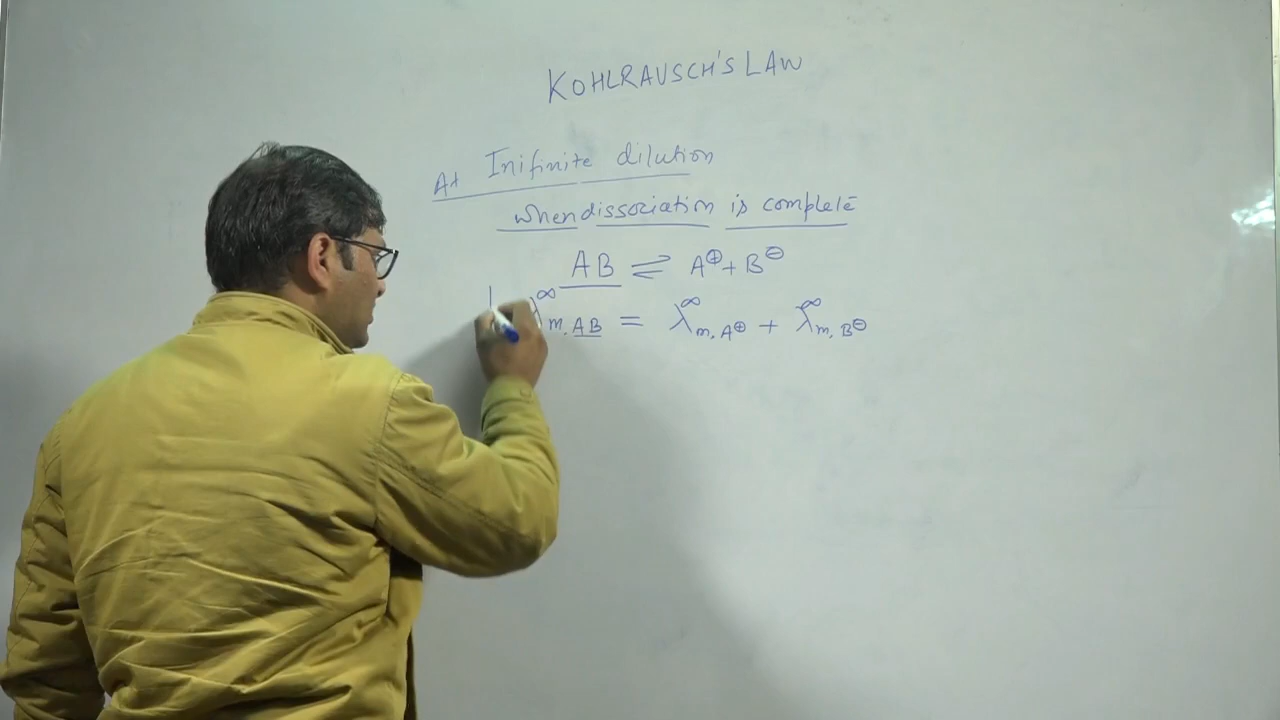 KOHLRAUSCH'S LAW
At Inifinite dilution
when dissociation is complete
AB ⇌ A⊕ + B⊖
λ∞m, AB = λ∞m, A⊕ + λ∞m, B⊖